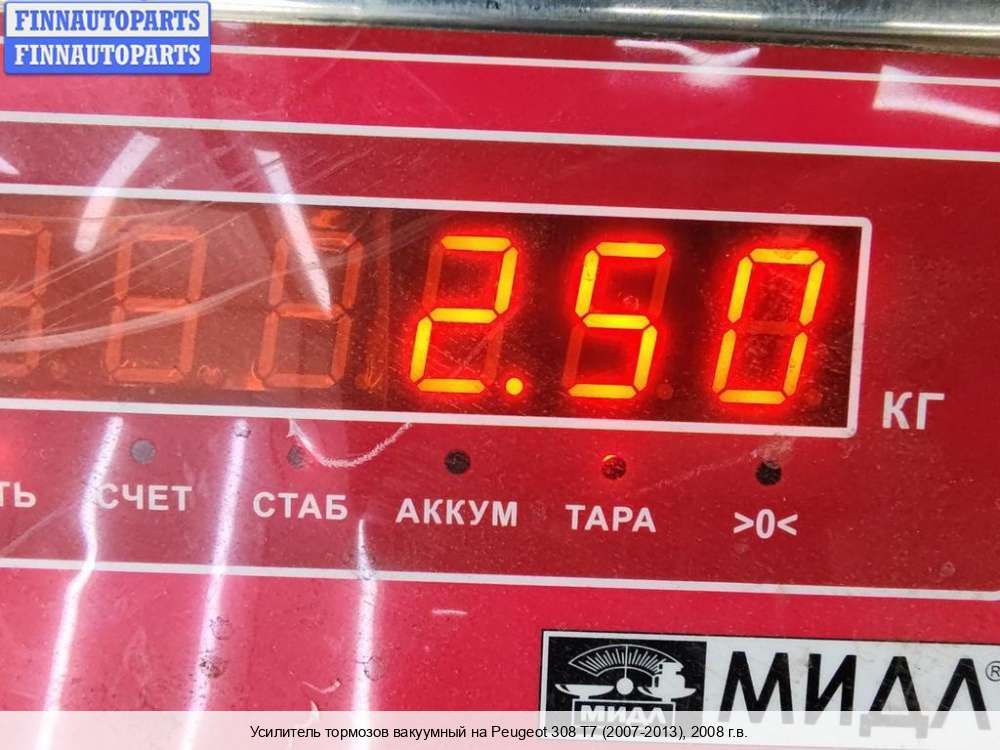 FINNAUTOPARTS
FINNAUTOPARTS
2.50
КГ
СЧЕТ СТАБ АККУМ ТАРА >0<
МИДЛ МИДЛ®
Усилитель тормозов вакуумный на Peugeot 308 T7 (2007-2013), 2008 г.в.